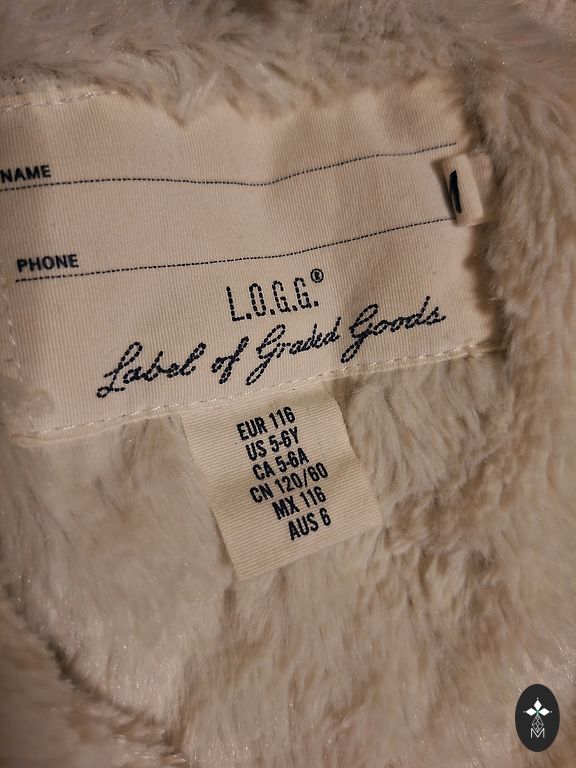 NAME
PHONE
L.O.G.G.®
Label of Graded Goods
EUR 116
US 5-6Y
CA 5-6A
CN 120/60
MX 116
AUS 6
M